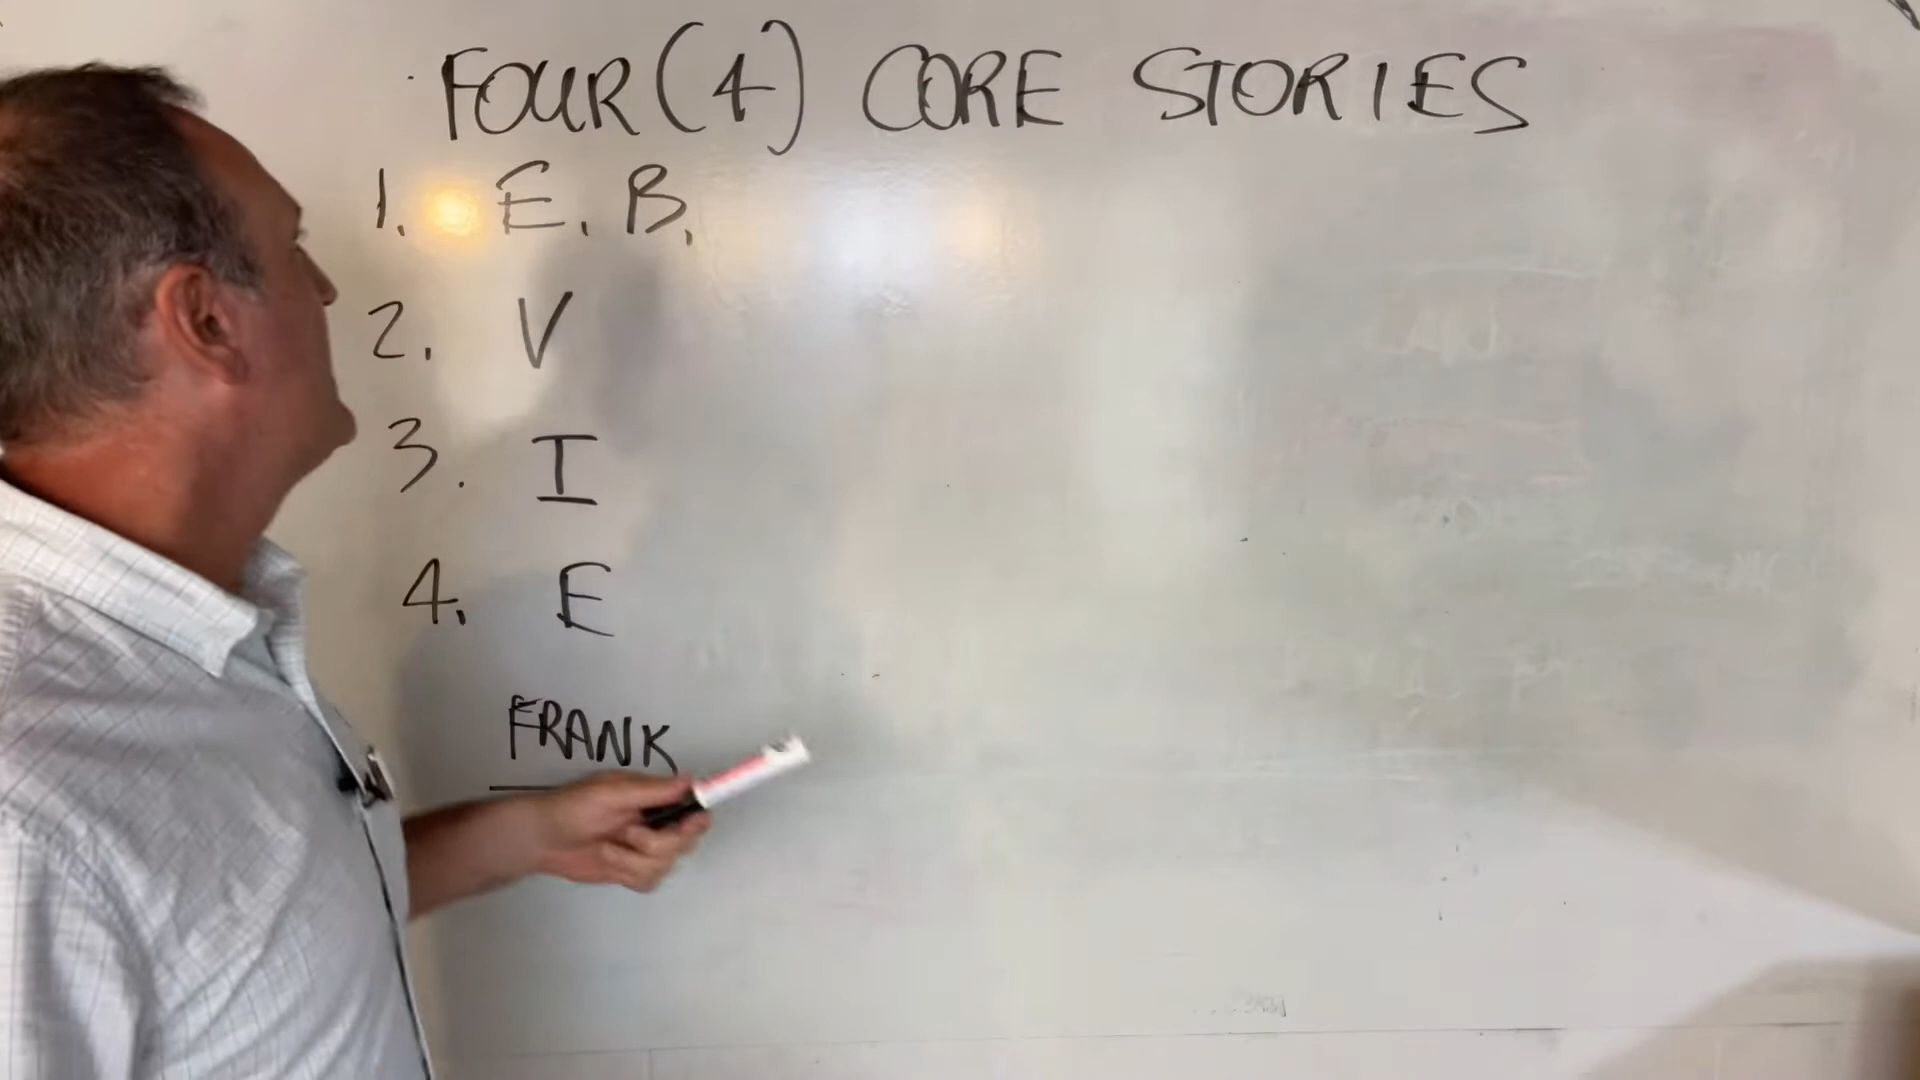 FOUR (4) CORE STORIES
1. E. B.
2. V
3. I
4. E
FRANK